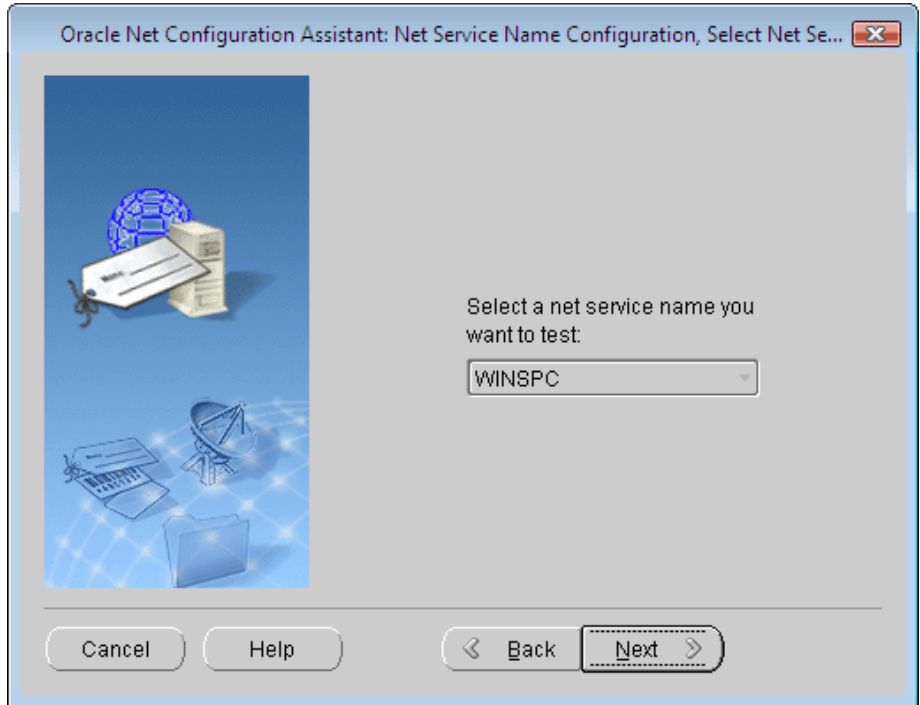 Oracle Net Configuration Assistant: Net Service Name Configuration, Select Net Se...
Select a net service name you
want to test:
WINSPC
Cancel
Help
Back
Next